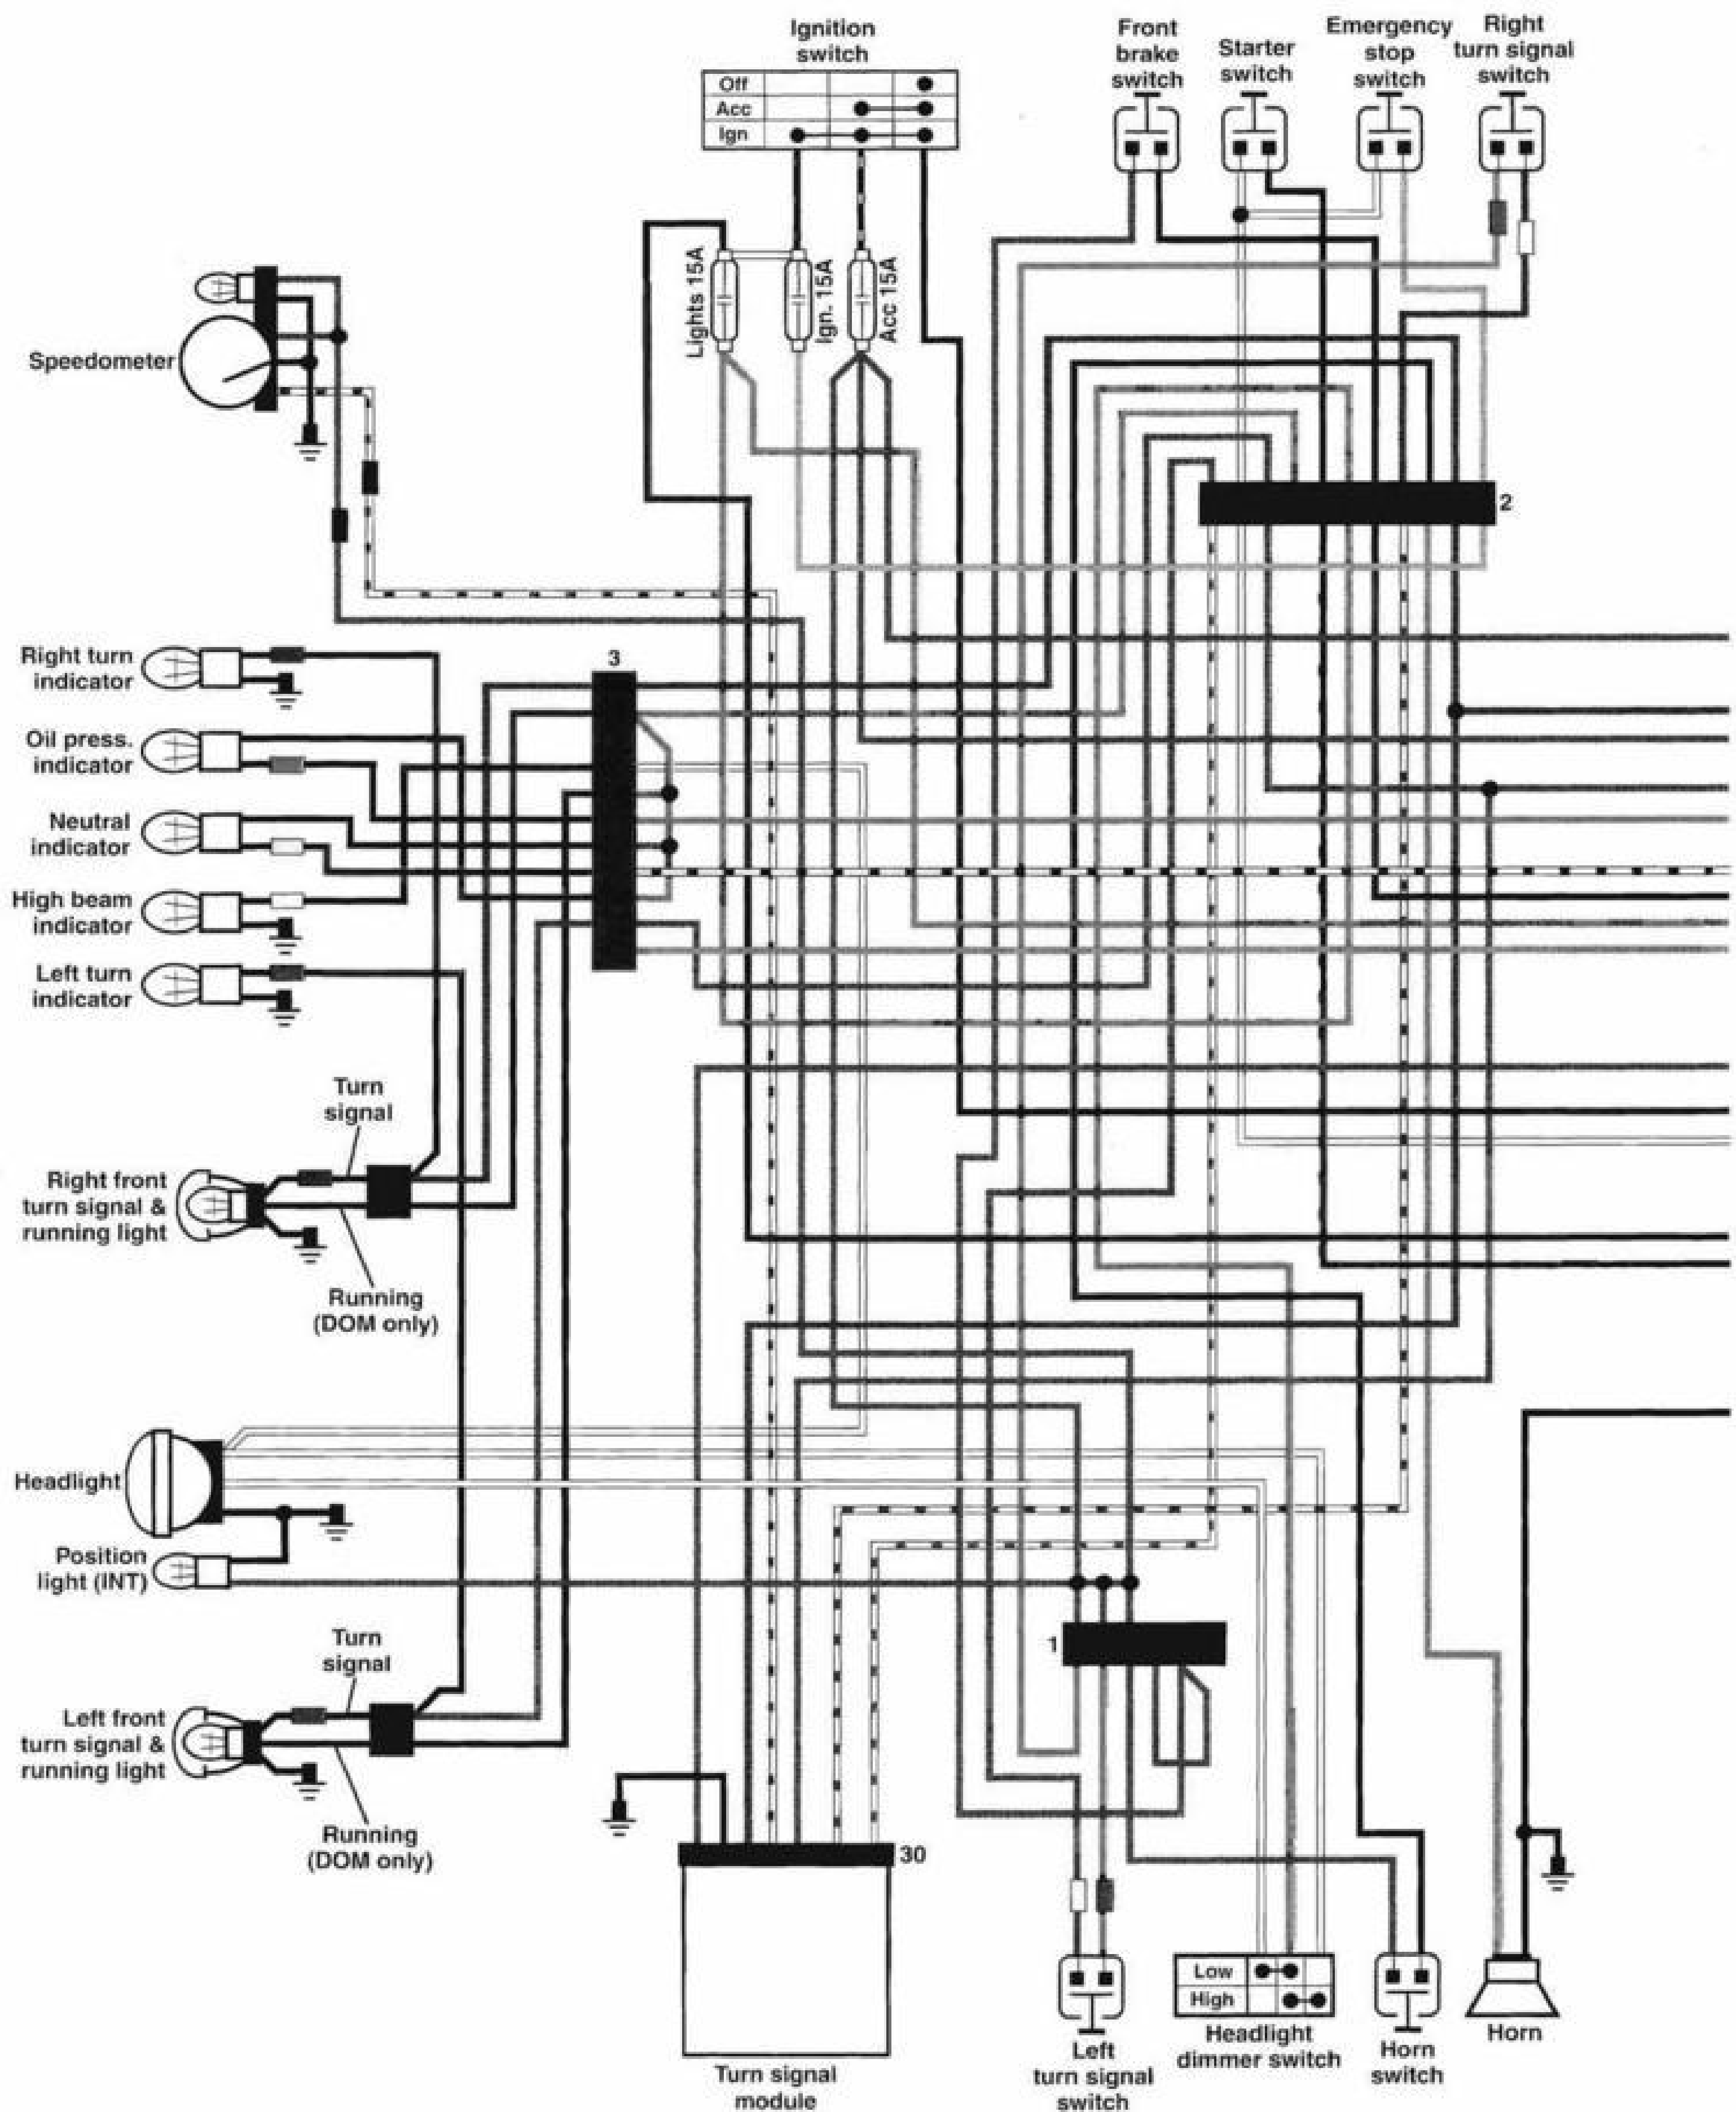 Ignition
switch
Off
Acc
Ign
Front
brake
switch
Starter
switch
Emergency
stop
switch
Right
turn signal
switch
Lights 15A
Ign. 15A
Acc 15A
Speedometer
2
3
Right turn
indicator
Oil press.
indicator
Neutral
indicator
High beam
indicator
Left turn
indicator
Turn
signal
Right front
turn signal &
running light
Running
(DOM only)
Headlight
Position
light (INT)
Turn
signal
1
Left front
turn signal &
running light
Running
(DOM only)
30
Low
High
Turn signal
module
Left
turn signal
switch
Headlight
dimmer switch
Horn
switch
Horn